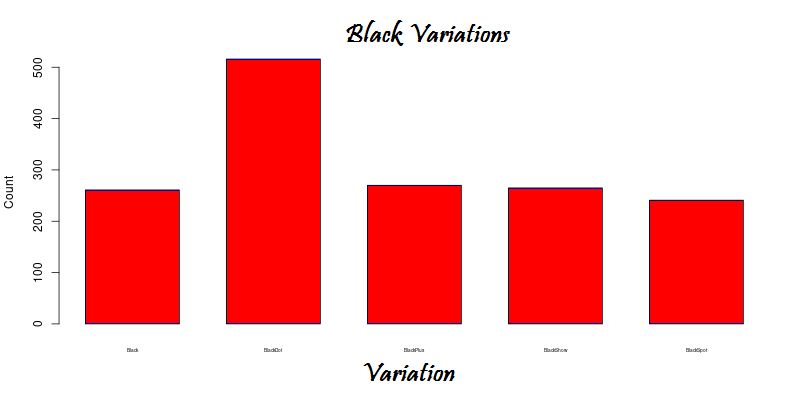 Black Variations
500
400
300
200
100
0
Count
Black
BlackDot
BlackPlus
BlackShow
BlackSpot
Variation